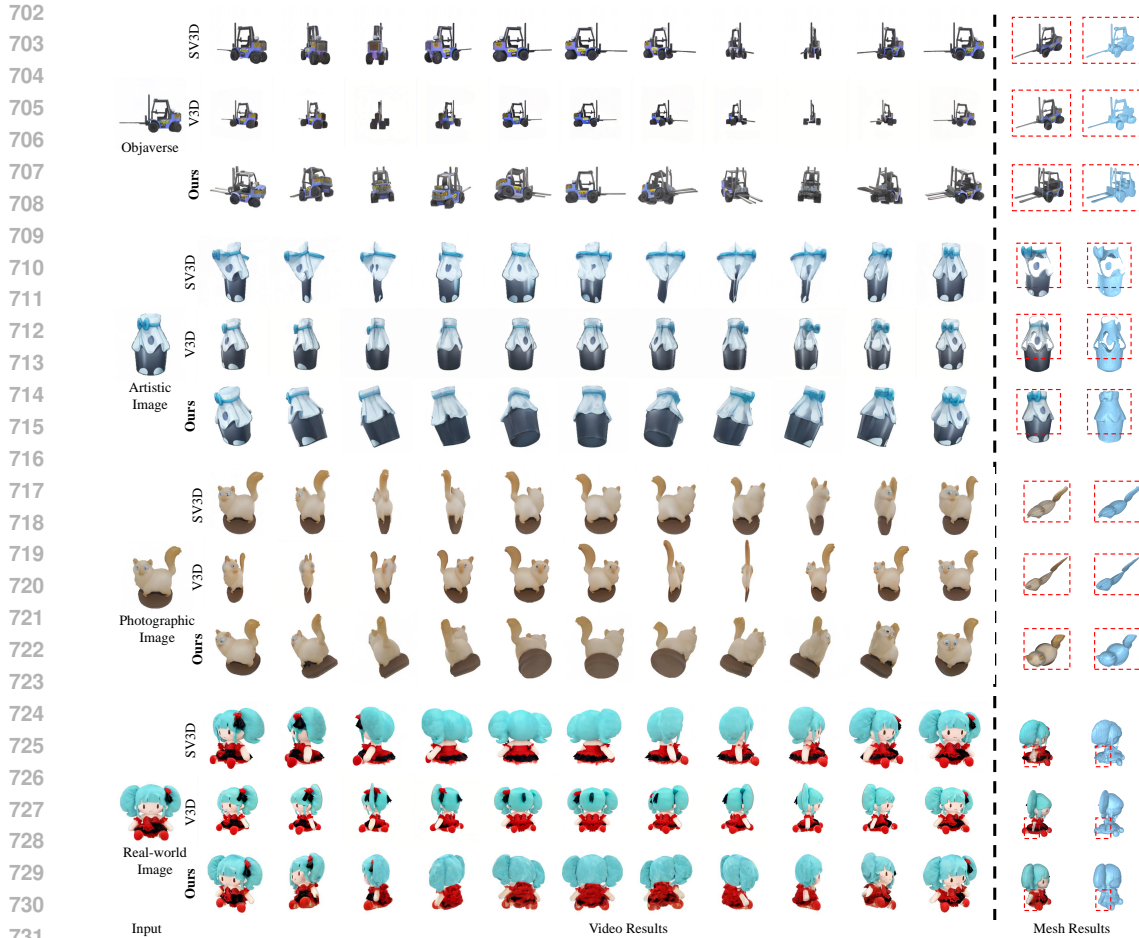 702
703
704
705
706
707
708
709
710
711
712
713
714
715
716
717
718
719
720
721
722
723
724
725
726
727
728
729
730
731
SV3D
V3D
Ours
Objaverse
SV3D
V3D
Ours
Artistic
Image
SV3D
V3D
Ours
Photographic
Image
SV3D
V3D
Ours
Real-world
Image
Input
Video Results
Mesh Results